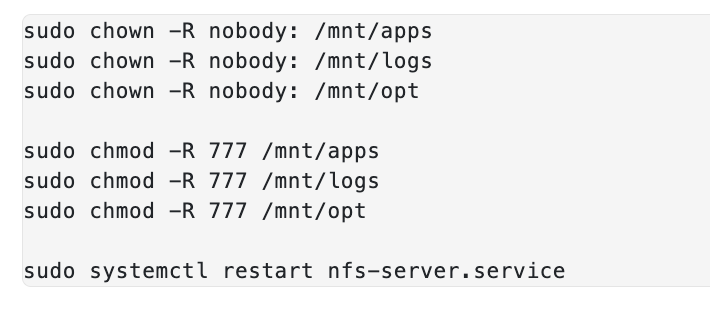 sudo chown -R nobody: /mnt/apps
sudo chown -R nobody: /mnt/logs
sudo chown -R nobody: /mnt/opt
sudo chmod -R 777 /mnt/apps
sudo chmod -R 777 /mnt/logs
sudo chmod -R 777 /mnt/opt
sudo systemctl restart nfs-server.service